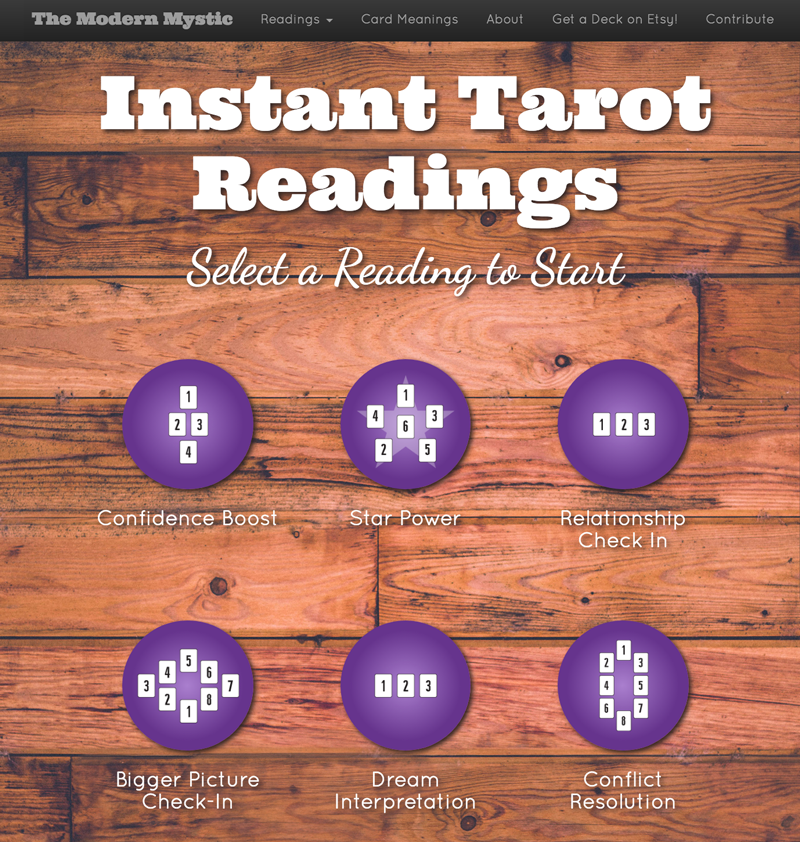 The Modern Mystic Readings Card Meanings About Get a Deck on Etsy! Contribute
Instant Tarot
Readings
Select a Reading to Start
1
2 3
4
1
4 3
6
2 5
1 2 3
Confidence Boost
Star Power
Relationship
Check In
5
4 6
3 7
2 8
1
1 2 3
1
2 3
4 5
6 7
8
Bigger Picture
Check-In
Dream
Interpretation
Conflict
Resolution